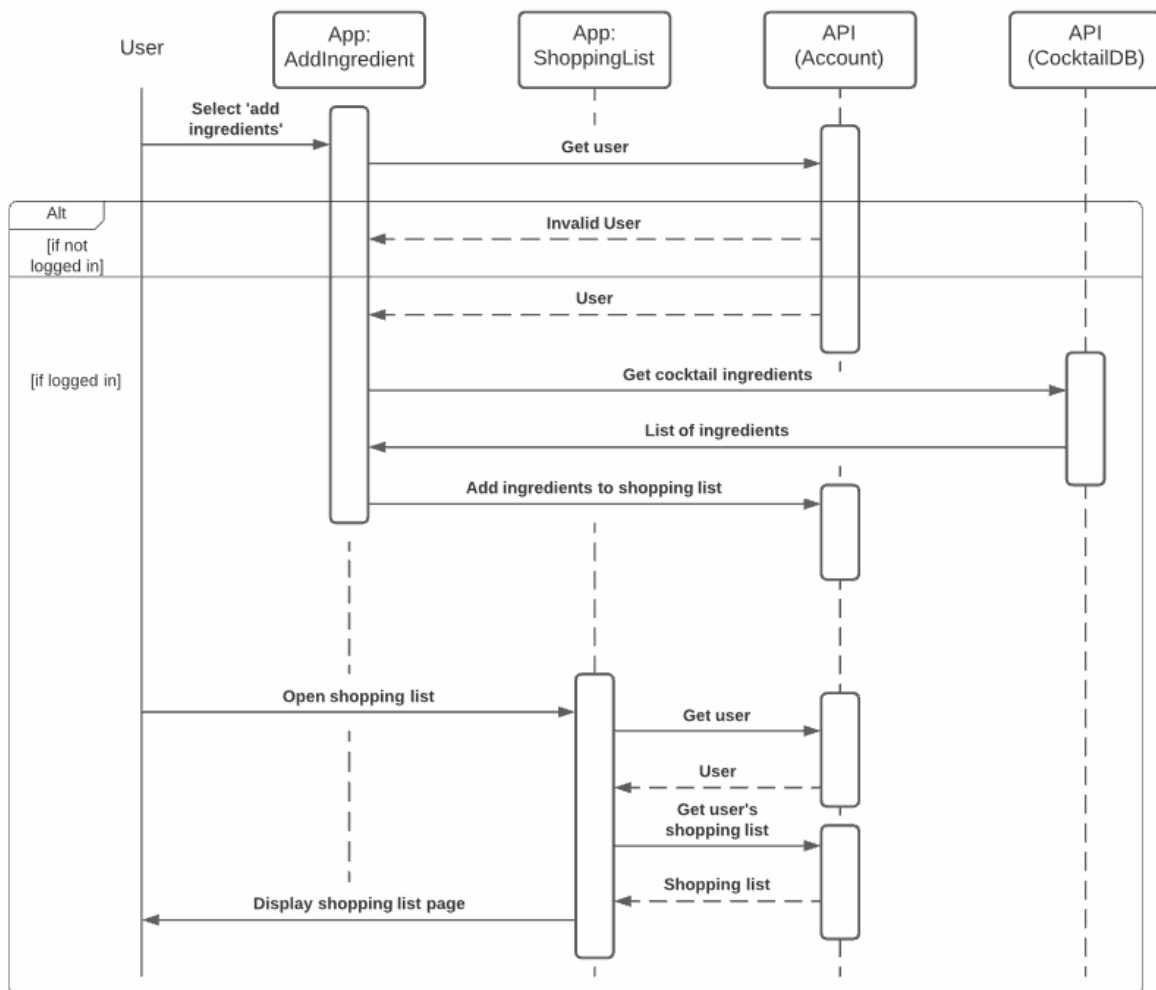 User
App:
AddIngredient
App:
ShoppingList
API
(Account)
API
(CocktailDB)
Select 'add
ingredients'
Get user
Alt
[if not
logged in]
Invalid User
User
[if logged in]
Get cocktail ingredients
List of ingredients
Add ingredients to shopping list
Open shopping list
Get user
User
Get user's
shopping list
Shopping list
Display shopping list page